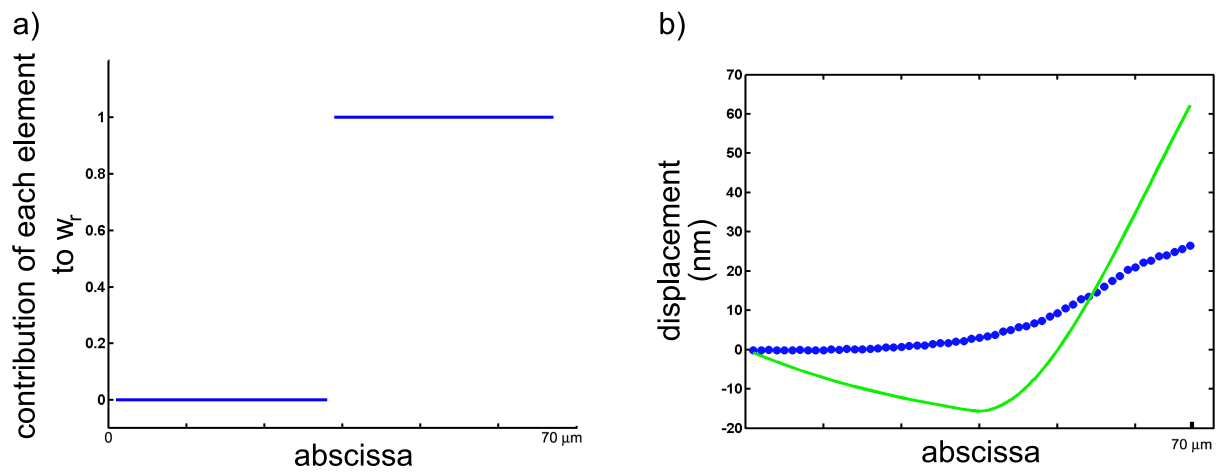 a)
contribution of each element
to wr
1
0.8
0.6
0.4
0.2
0
0
70 μm
abscissa
b)
displacement
(nm)
70
60
50
40
30
20
10
0
-10
-20
70 μm
abscissa